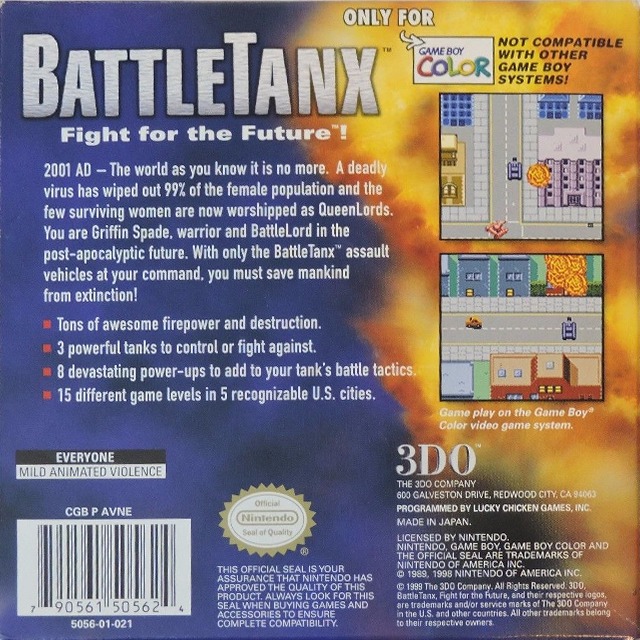 ONLY FOR
GAME BOY
COLOR
NOT COMPATIBLE
WITH OTHER
GAME BOY
SYSTEMS!
BATTLETANX™
Fight for the Future™!
2001 AD – The world as you know it is no more. A deadly
virus has wiped out 99% of the female population and the
few surviving women are now worshipped as QueenLords.
You are Griffin Spade, warrior and BattleLord in the
post-apocalyptic future. With only the BattleTanx™ assault
vehicles at your command, you must save mankind
from extinction!
Tons of awesome firepower and destruction.
3 powerful tanks to control or fight against.
8 devastating power-ups to add to your tank's battle tactics.
15 different game levels in 5 recognizable U.S. cities.
Game play on the Game Boy®
Color video game system.
EVERYONE
MILD ANIMATED VIOLENCE
CGB P AVNE
7 90561 50562 4
5056-01-021
Official
Nintendo
Seal of Quality
®
THIS OFFICIAL SEAL IS YOUR
ASSURANCE THAT NINTENDO HAS
APPROVED THE QUALITY OF THIS
PRODUCT. ALWAYS LOOK FOR THIS
SEAL WHEN BUYING GAMES AND
ACCESSORIES TO ENSURE
COMPLETE COMPATIBILITY.
3DO™
THE 3DO COMPANY
600 GALVESTON DRIVE, REDWOOD CITY, CA 94063
PROGRAMMED BY LUCKY CHICKEN GAMES, INC.
MADE IN JAPAN.
LICENSED BY NINTENDO.
NINTENDO, GAME BOY, GAME BOY COLOR AND
THE OFFICIAL SEAL ARE TRADEMARKS OF
NINTENDO OF AMERICA INC.
© 1989, 1998 NINTENDO OF AMERICA INC.
© 1999 The 3DO Company. All Rights Reserved. 3DO,
BattleTanx, Fight for the Future, and their respective logos,
are trademarks and/or service marks of The 3DO Company
in the U.S. and other countries. All other trademarks belong
to their respective owners.